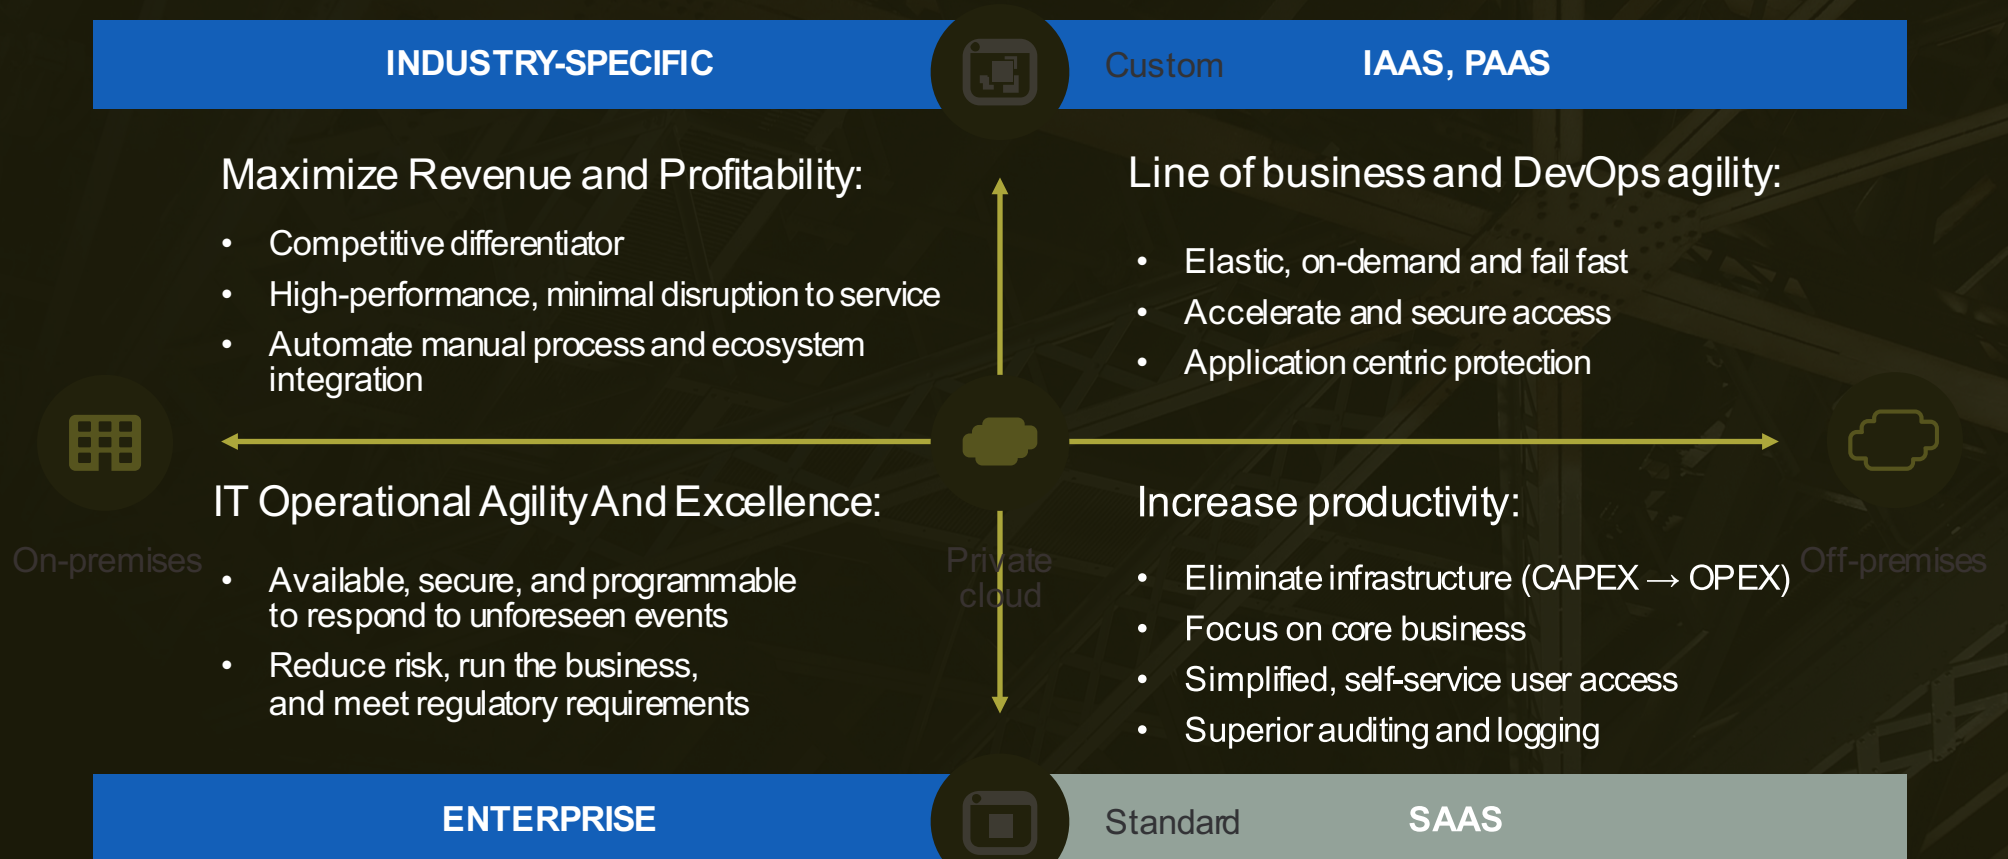 INDUSTRY-SPECIFIC
Custom
IAAS, PAAS
Maximize Revenue and Profitability:
• Competitive differentiator
• High-performance, minimal disruption to service
• Automate manual process and ecosystem
integration
Line of business and DevOps agility:
• Elastic, on-demand and fail fast
• Accelerate and secure access
• Application centric protection
On-premises
Private
cloud
Off-premises
IT Operational Agility And Excellence:
• Available, secure, and programmable
to respond to unforeseen events
• Reduce risk, run the business,
and meet regulatory requirements
Increase productivity:
• Eliminate infrastructure (CAPEX → OPEX)
• Focus on core business
• Simplified, self-service user access
• Superior auditing and logging
ENTERPRISE
Standard
SAAS